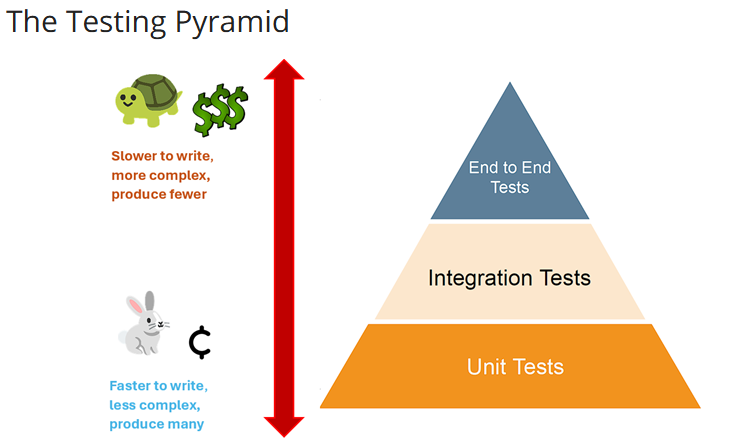 The Testing Pyramid
$$$
Slower to write,
more complex,
produce fewer
End to End
Tests
Integration Tests
¢
Faster to write,
less complex,
produce many
Unit Tests